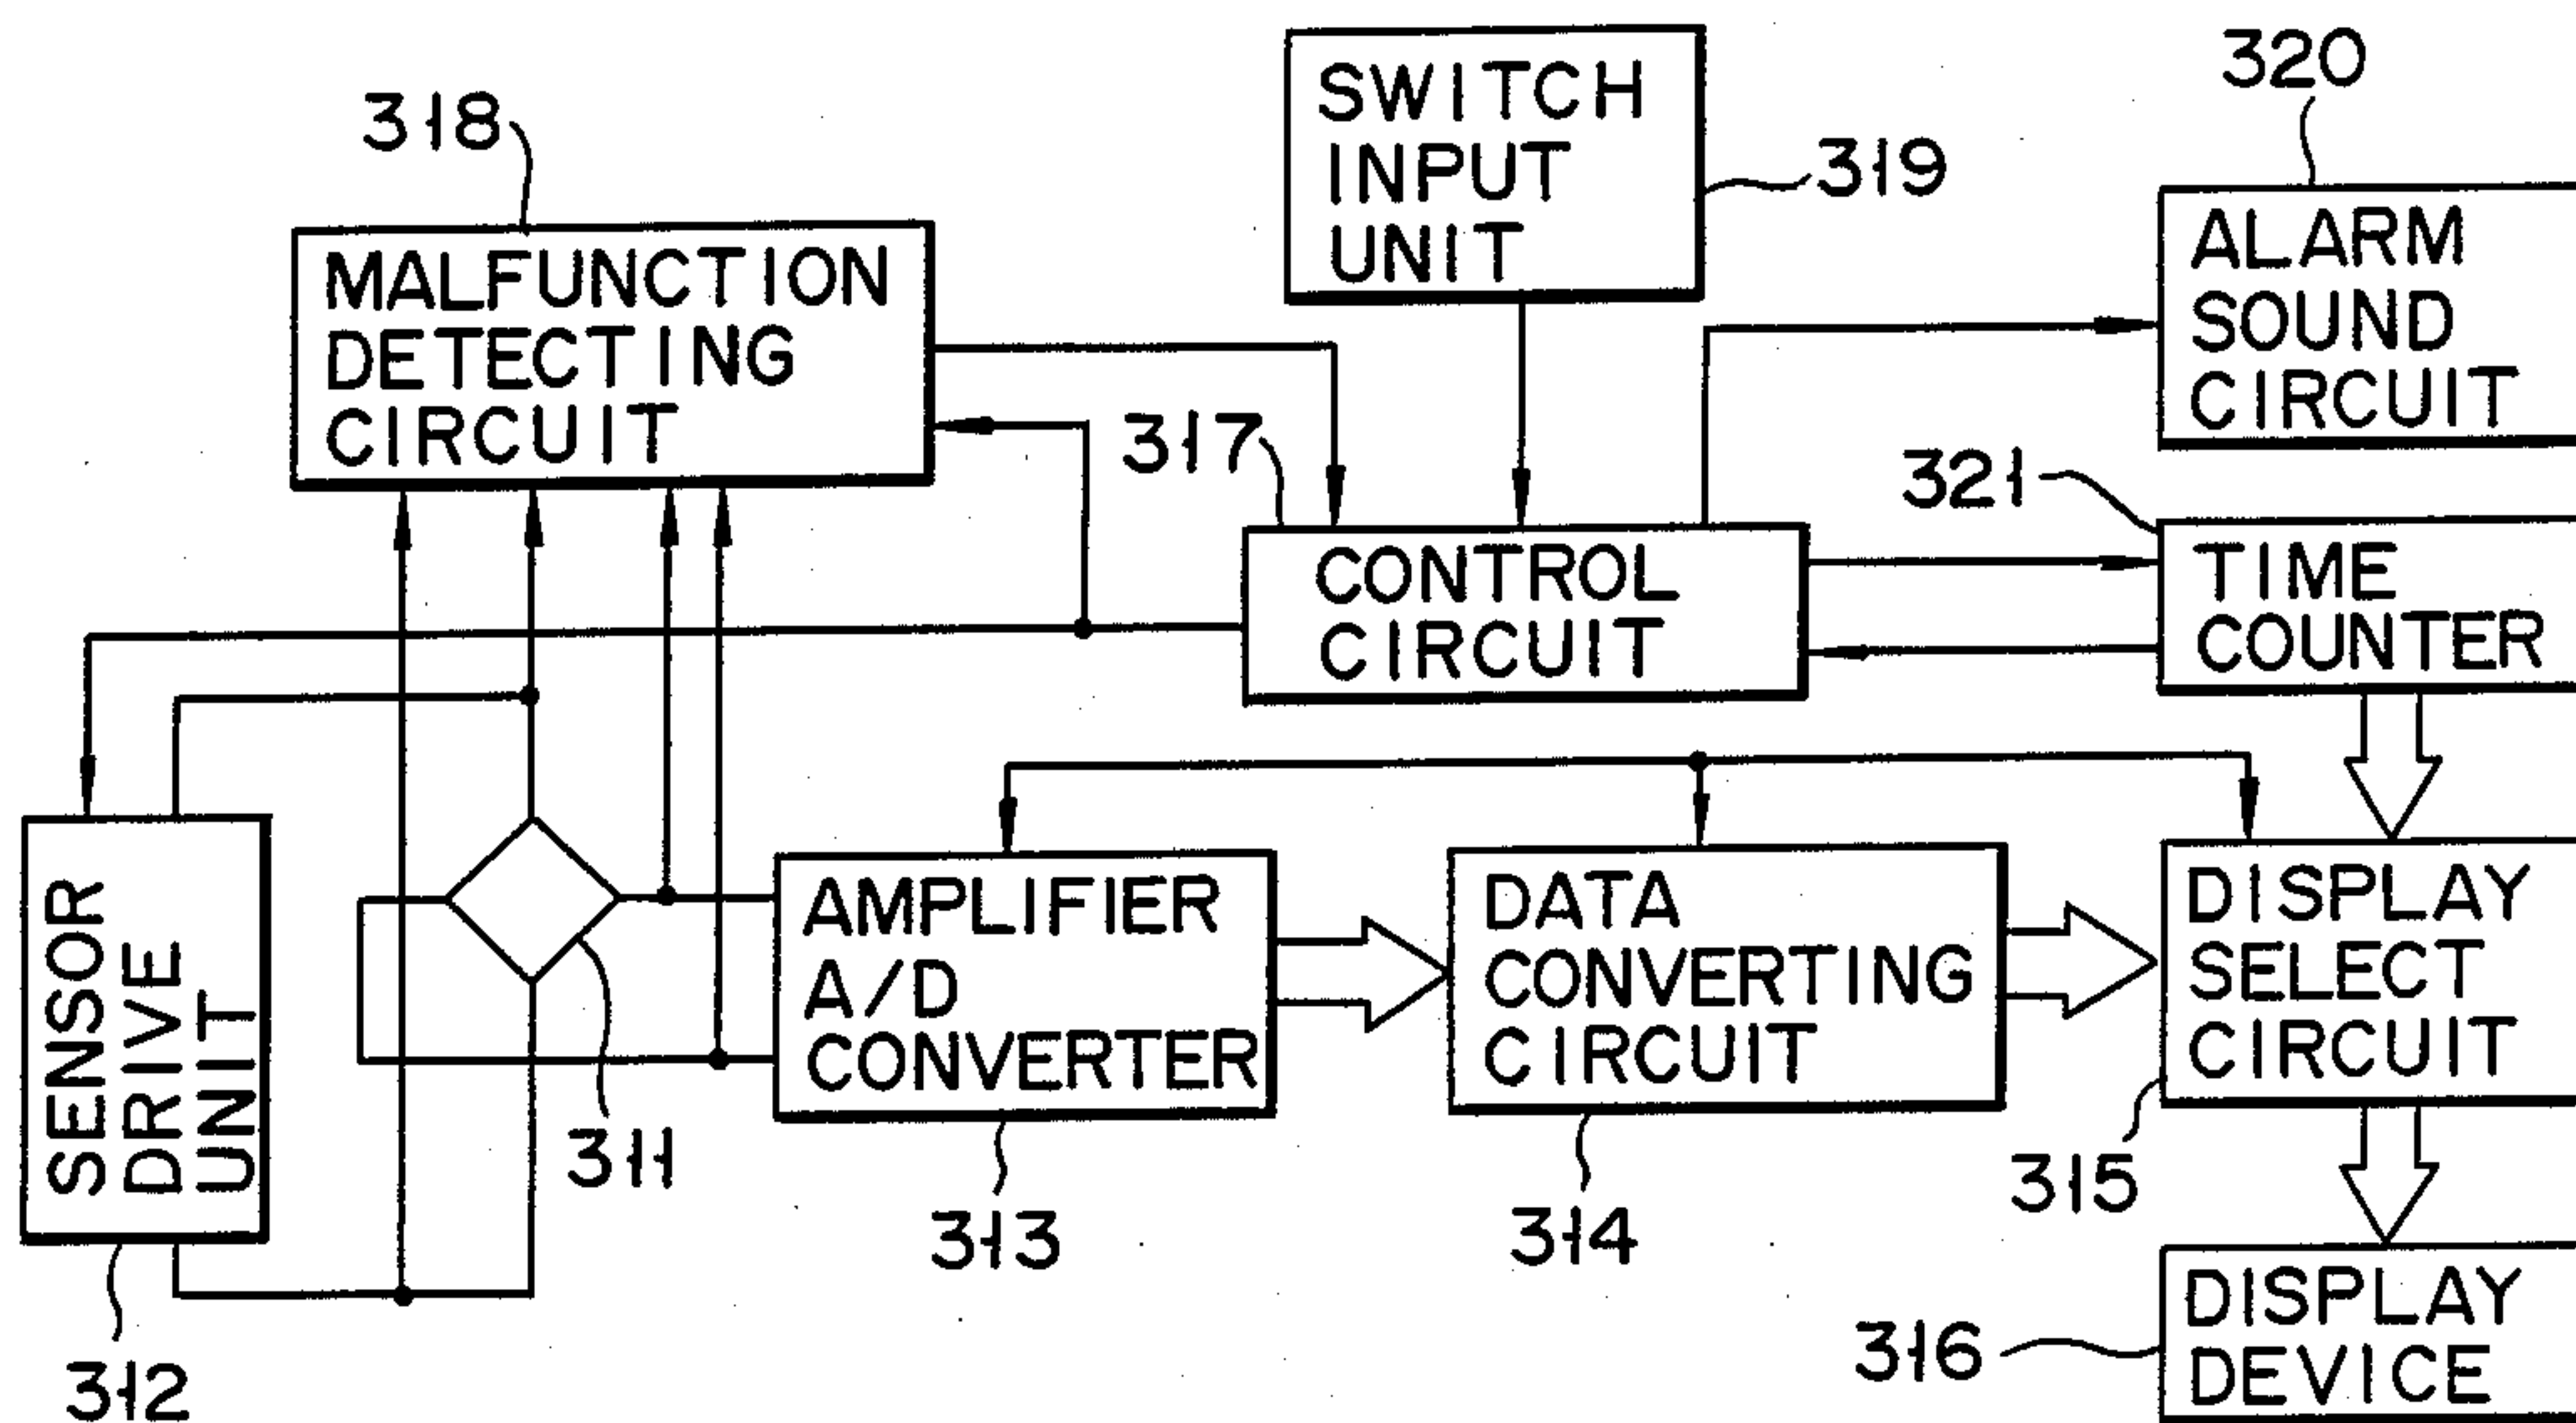 318
MALFUNCTION
DETECTING
CIRCUIT
SWITCH
INPUT
UNIT
319
320
ALARM
SOUND
CIRCUIT
317
CONTROL
CIRCUIT
321
TIME
COUNTER
SENSOR
DRIVE
UNIT
312
311
AMPLIFIER
A/D
CONVERTER
313
DATA
CONVERTING
CIRCUIT
314
DISPLAY
SELECT
CIRCUIT
315
DISPLAY
DEVICE
316